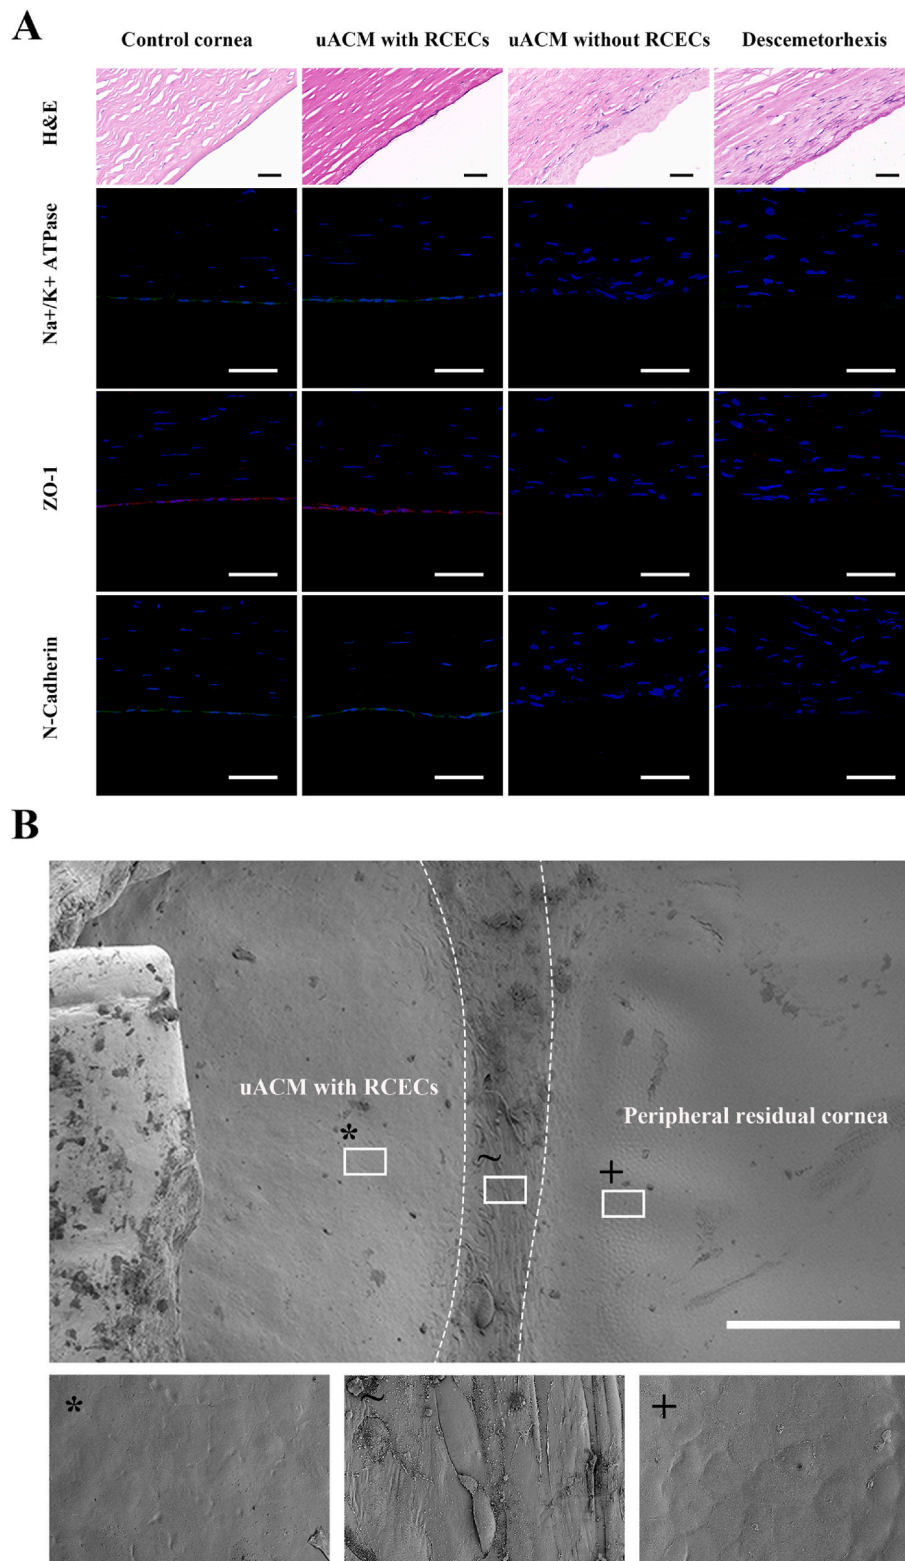 A
Control cornea uACM with RCECs uACM without RCECs Descemetorhexis
H&E
Na+/K+ ATPase
ZO-1
N-Cadherin
B
uACM with RCECs
Peripheral residual cornea
*
~
+
* ~ +